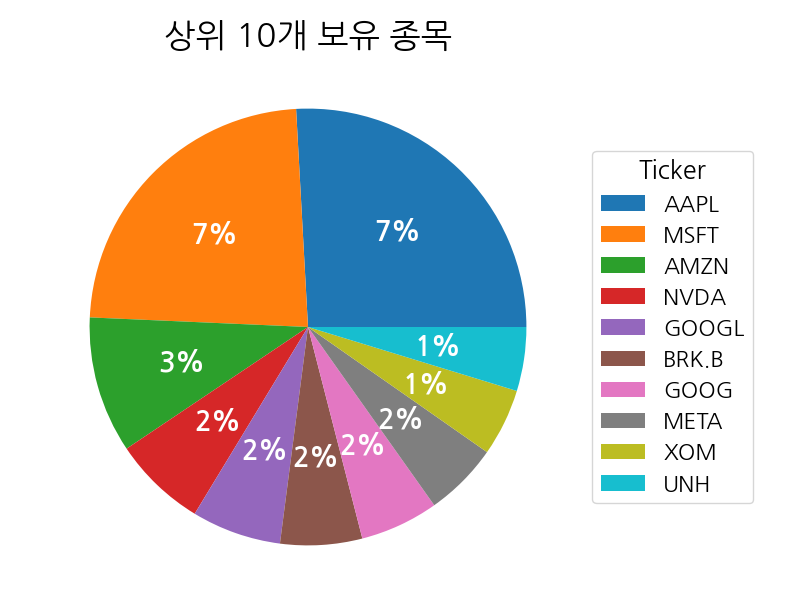 상위 10개 보유 종목
7%
7%
3%
2%
2%
2%
2%
2%
1%
1%
Ticker
AAPL
MSFT
AMZN
NVDA
GOOGL
BRK.B
GOOG
META
XOM
UNH